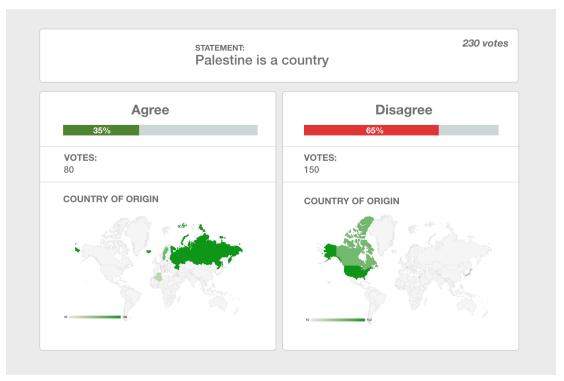 230 votes
STATEMENT:
Palestine is a country
Agree
35%
VOTES:
80
COUNTRY OF ORIGIN
Disagree
65%
VOTES:
150
COUNTRY OF ORIGIN